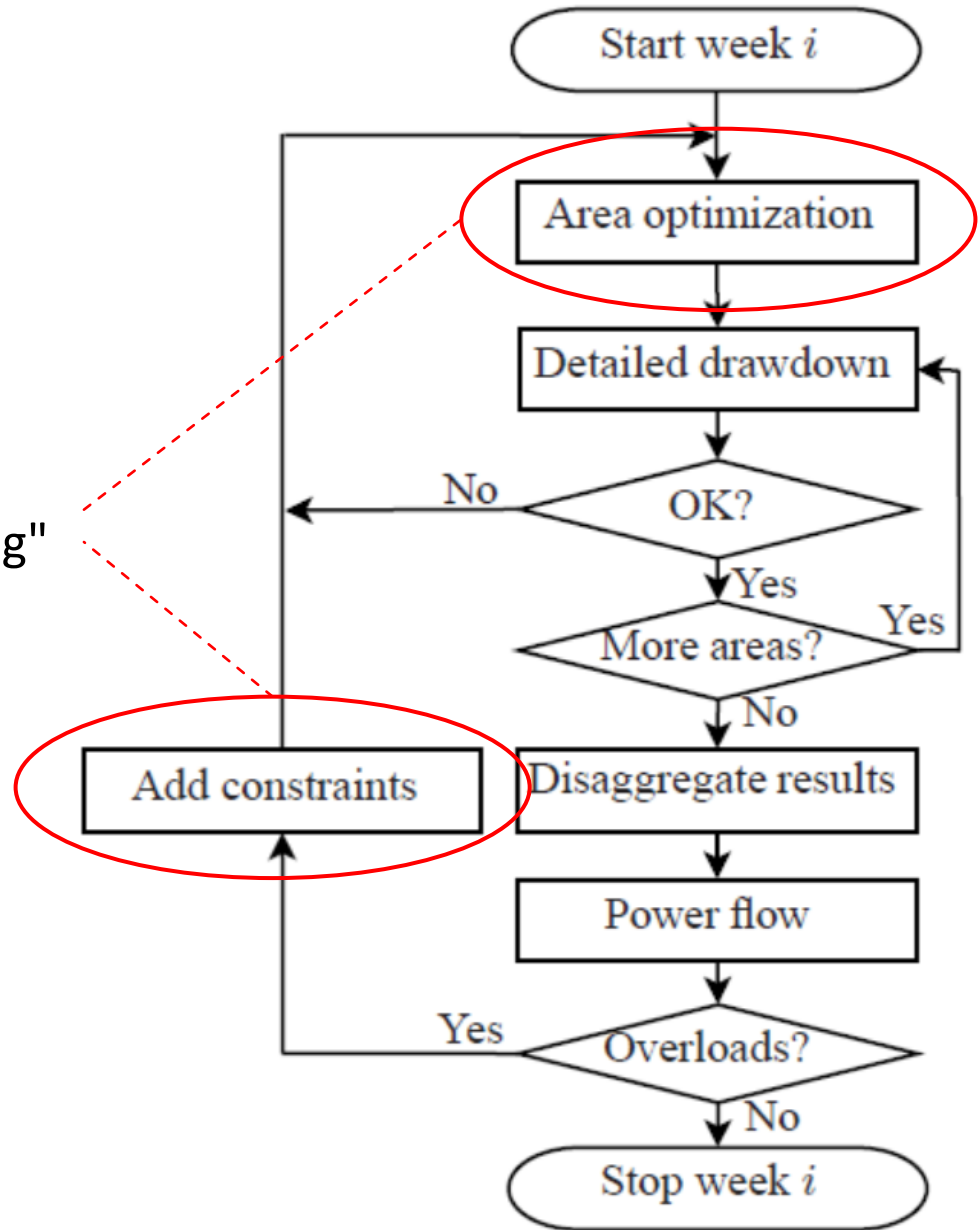 Start week i
Area optimization
Detailed drawdown
No
OK?
g"
Yes
Yes
More areas?
No
Add constraints
Disaggregate results
Power flow
Yes
Overloads?
No
Stop week i